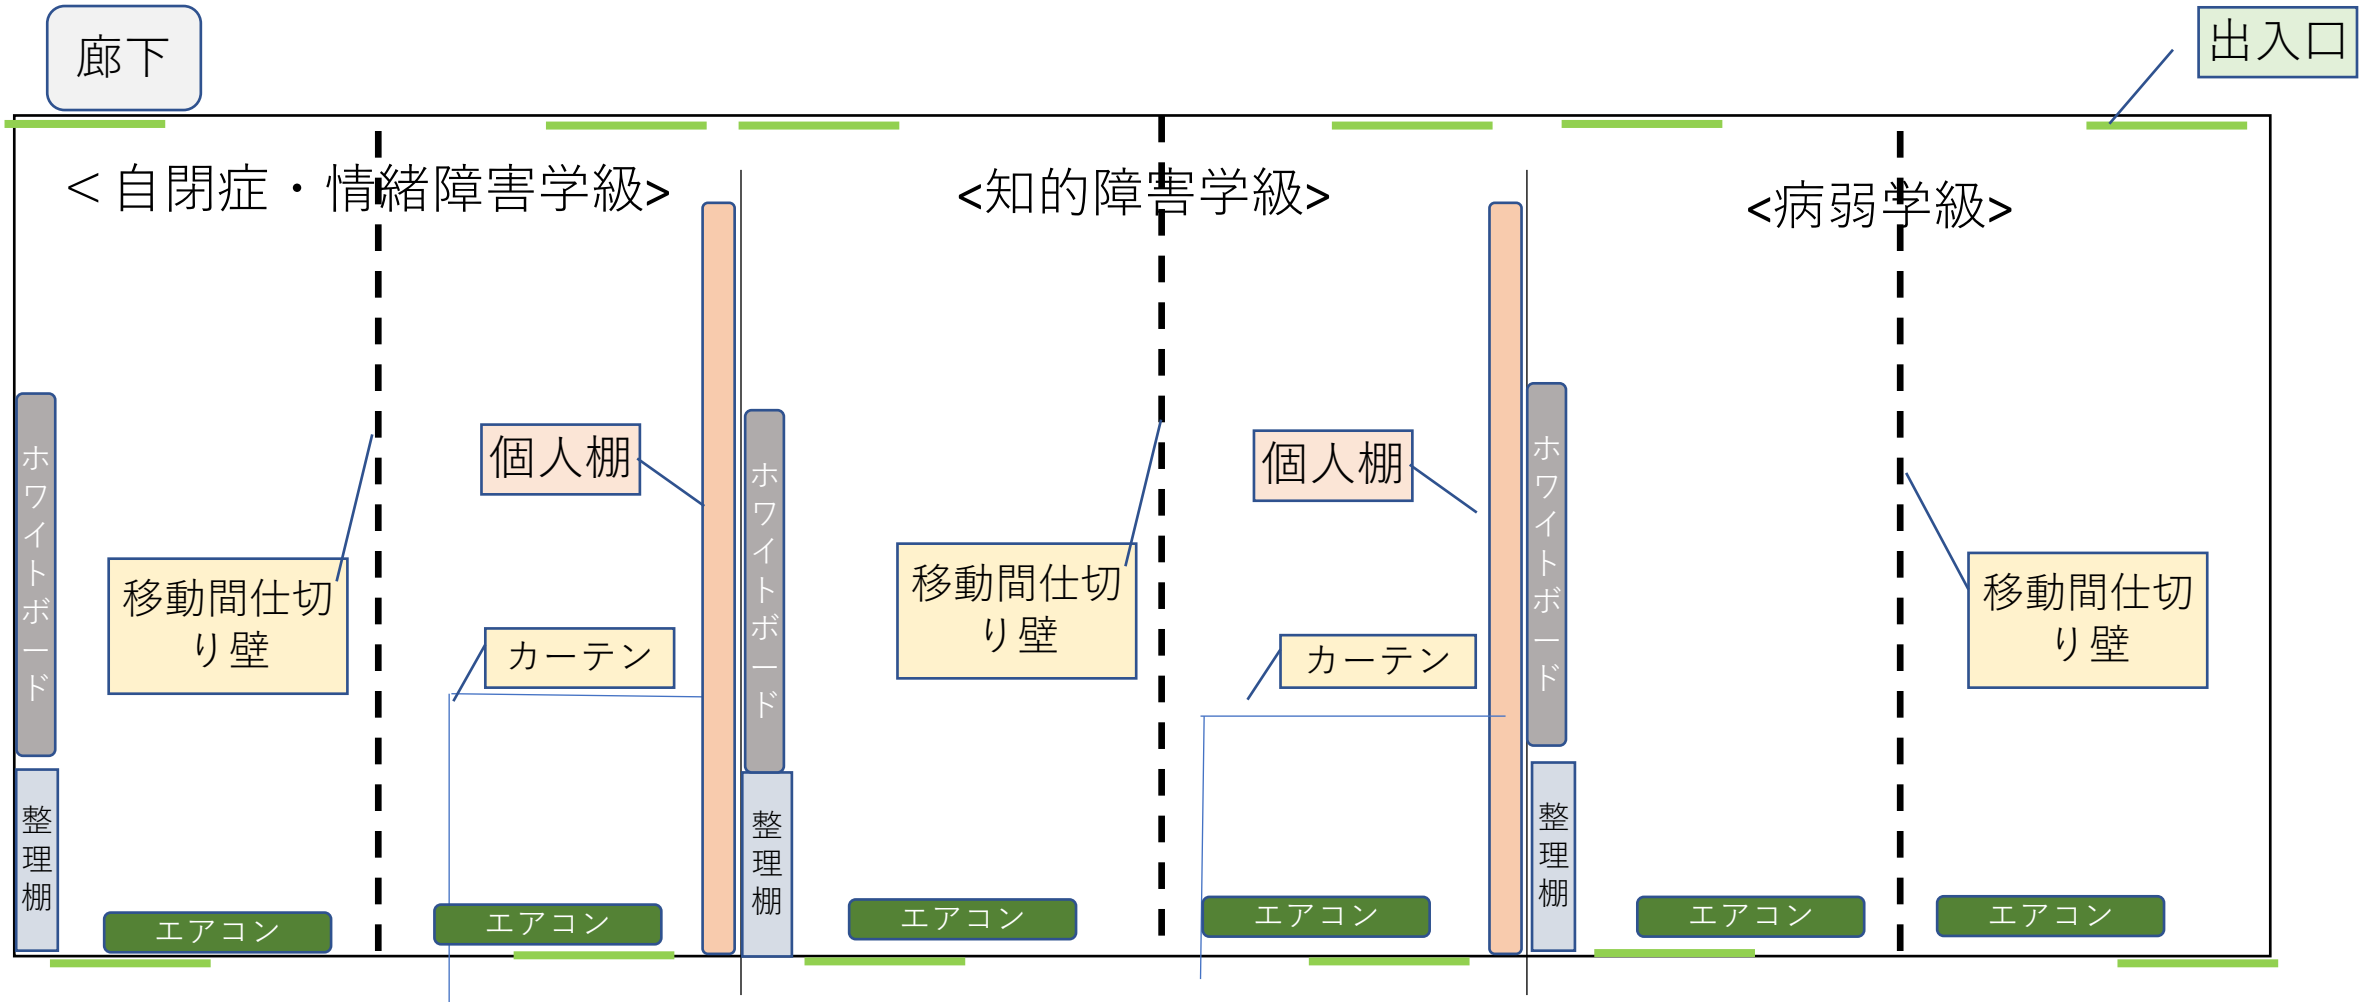 廊下
出入口
＜自閉症・情緒障害学級>
<知的障害学級>
<病弱学級>
ホワイトボード
個人棚
移動間仕切
り壁
カーテン
整理棚
エアコン
エアコン
ホワイトボード
個人棚
移動間仕切
り壁
カーテン
整理棚
エアコン
エアコン
ホワイトボード
移動間仕切
り壁
整理棚
エアコン
エアコン